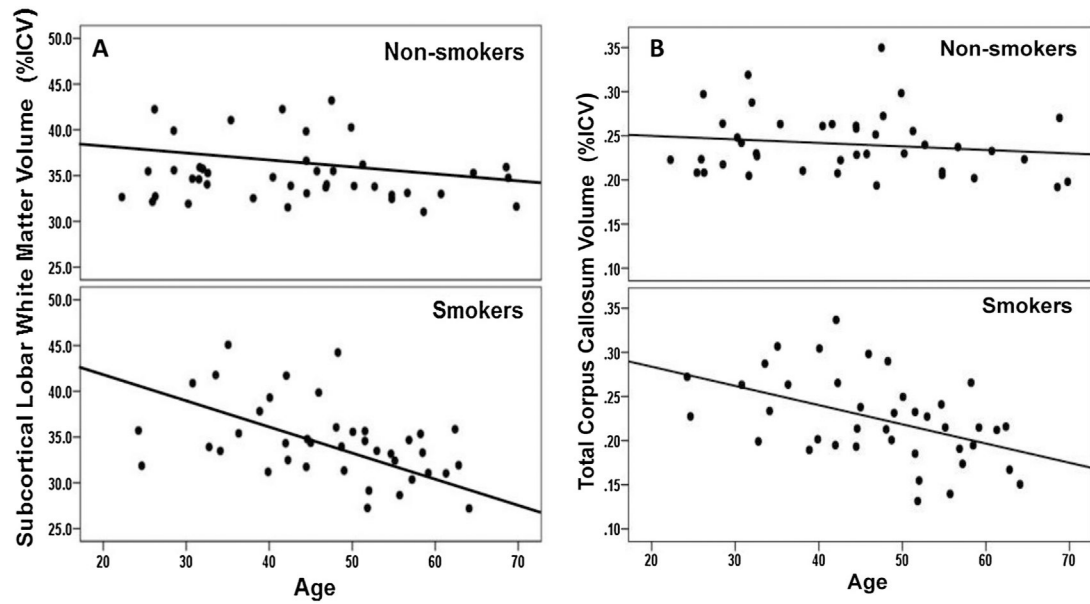 A
Non-smokers
50.0
45.0
40.0
35.0
30.0
25.0
Smokers
50.0
45.0
40.0
35.0
30.0
25.0
20 30 40 50 60 70
Age
Subcortical Lobar White Matter Volume (%ICV)
B
Non-smokers
.35
.30
.25
.20
.15
.10
Smokers
.35
.30
.25
.20
.15
.10
20 30 40 50 60 70
Age
Total Corpus Callosum Volume (%ICV)